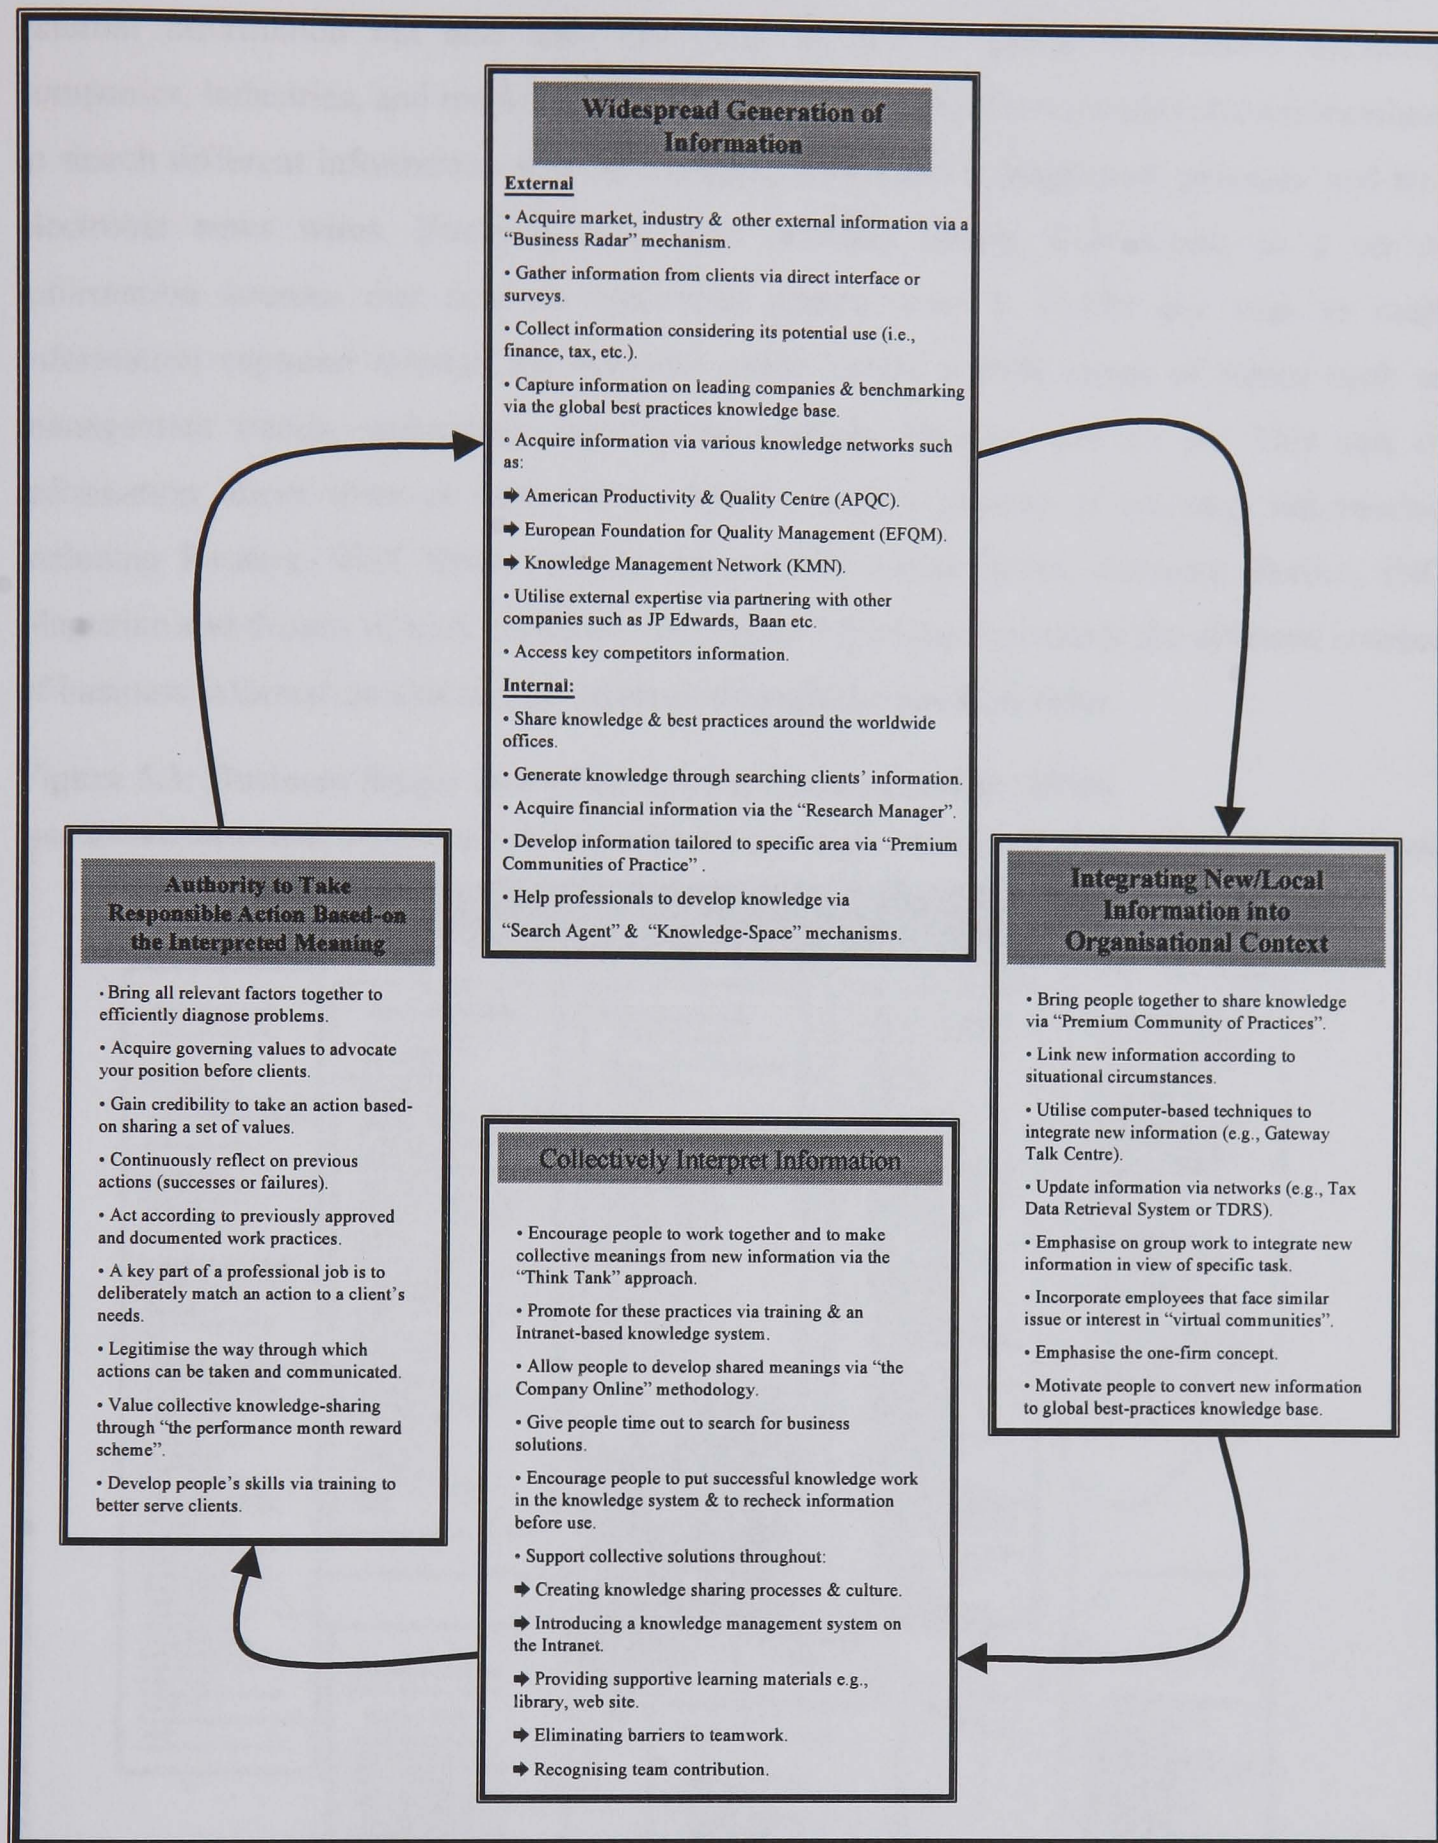 Widespread Generation of
Information
External
• Acquire market, industry & other external information via a
“Business Radar” mechanism.
• Gather information from clients via direct interface or
surveys.
• Collect information considering its potential use (i.e.,
finance, tax, etc.).
• Capture information on leading companies & benchmarking
via the global best practices knowledge base.
• Acquire information via various knowledge networks such
as:
➡ American Productivity & Quality Centre (APQC).
➡ European Foundation for Quality Management (EFQM).
➡ Knowledge Management Network (KMN).
• Utilise external expertise via partnering with other
companies such as JP Edwards, Baan etc.
• Access key competitors information.
Internal:
• Share knowledge & best practices around the worldwide
offices.
• Generate knowledge through searching clients’ information.
• Acquire financial information via the “Research Manager”.
• Develop information tailored to specific area via “Premium
Communities of Practice” .
• Help professionals to develop knowledge via
“Search Agent” & “Knowledge-Space” mechanisms.
Integrating New/Local
Information into
Organisational Context
• Bring people together to share knowledge
via “Premium Community of Practices”.
• Link new information according to
situational circumstances.
• Utilise computer-based techniques to
integrate new information (e.g., Gateway
Talk Centre).
• Update information via networks (e.g., Tax
Data Retrieval System or TDRS).
• Emphasise on group work to integrate new
information in view of specific task.
• Incorporate employees that face similar
issue or interest in “virtual communities”.
• Emphasise the one-firm concept.
• Motivate people to convert new information
to global best-practices knowledge base.
Collectively Interpret Information
• Encourage people to work together and to make
collective meanings from new information via the
“Think Tank” approach.
• Promote for these practices via training & an
Intranet-based knowledge system.
• Allow people to develop shared meanings via “the
Company Online” methodology.
• Give people time out to search for business
solutions.
• Encourage people to put successful knowledge work
in the knowledge system & to recheck information
before use.
• Support collective solutions throughout:
➡ Creating knowledge sharing processes & culture.
➡ Introducing a knowledge management system on
the Intranet.
➡ Providing supportive learning materials e.g.,
library, web site.
➡ Eliminating barriers to teamwork.
➡ Recognising team contribution.
Authority to Take
Responsible Action Based-on
the Interpreted Meaning
• Bring all relevant factors together to
efficiently diagnose problems.
• Acquire governing values to advocate
your position before clients.
• Gain credibility to take an action based-
on sharing a set of values.
• Continuously reflect on previous
actions (successes or failures).
• Act according to previously approved
and documented work practices.
• A key part of a professional job is to
deliberately match an action to a client’s
needs.
• Legitimise the way through which
actions can be taken and communicated.
• Value collective knowledge-sharing
through “the performance month reward
scheme”.
• Develop people’s skills via training to
better serve clients.